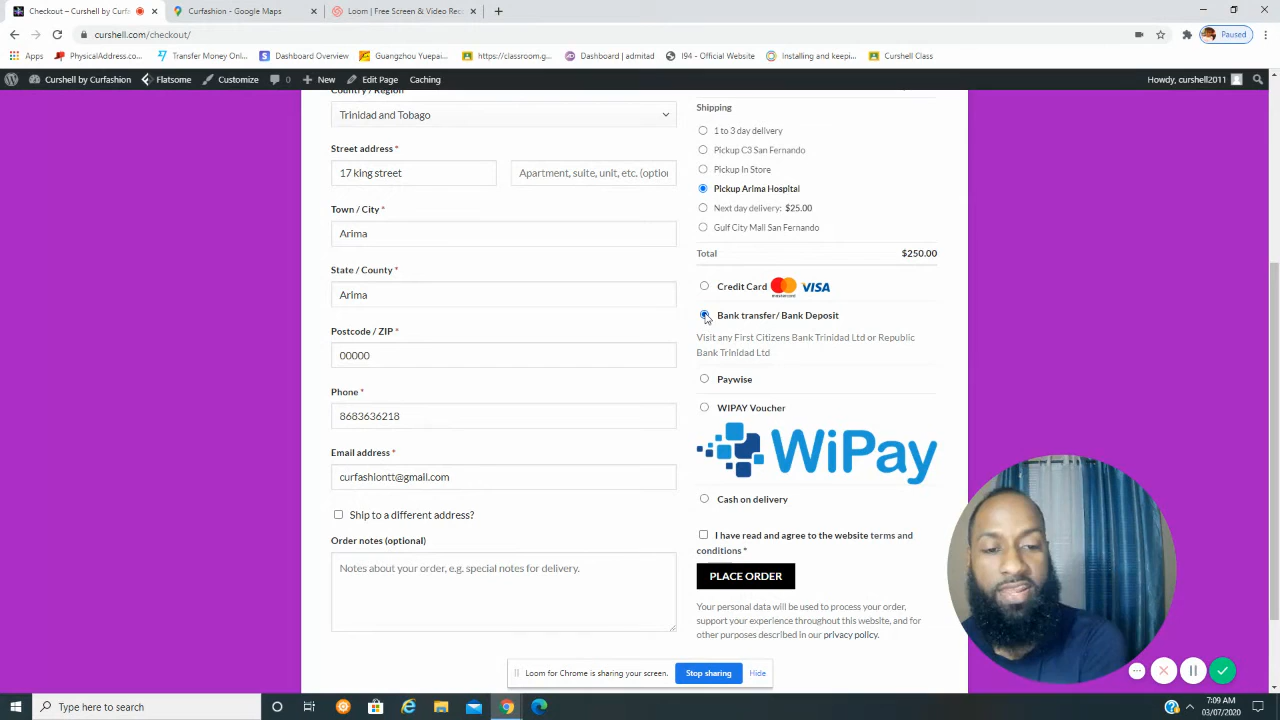 Checkout – Curshell by Curfa
Curfashion - Google Maps
Loom | Free Screen & Video Rec
curshell.com/checkout/
Paused
Apps
PhysicalAddress.co...
Transfer Money Onl...
Dashboard Overview
Guangzhou Yuepait...
https://classroom.g...
Dashboard | admitad
I94 - Official Website
Installing and keepi...
Curshell Class
Curshell by Curfashion
Flatsome
Customize
0
New
Edit Page
Caching
Howdy, curshell2011
Country / Region
Trinidad and Tobago
Street address *
17 king street
Apartment, suite, unit, etc. (optio
Town / City *
Arima
State / County *
Arima
Postcode / ZIP *
00000
Phone *
8683636218
Email address *
curfashiontt@gmail.com
Ship to a different address?
Order notes (optional)
Notes about your order, e.g. special notes for delivery.
Shipping
1 to 3 day delivery
Pickup C3 San Fernando
Pickup In Store
Pickup Arima Hospital
Next day delivery: $25.00
Gulf City Mall San Fernando
Total $250.00
Credit Card mastercard VISA
Bank transfer/ Bank Deposit
Visit any First Citizens Bank Trinidad Ltd or Republic
Bank Trinidad Ltd
Paywise
WIPAY Voucher
WiPay
Cash on delivery
I have read and agree to the website terms and
conditions *
PLACE ORDER
Your personal data will be used to process your order,
support your experience throughout this website, and for
other purposes described in our privacy policy.
Loom for Chrome is sharing your screen.
Stop sharing
Hide
Type here to search
7:09 AM
03/07/2020